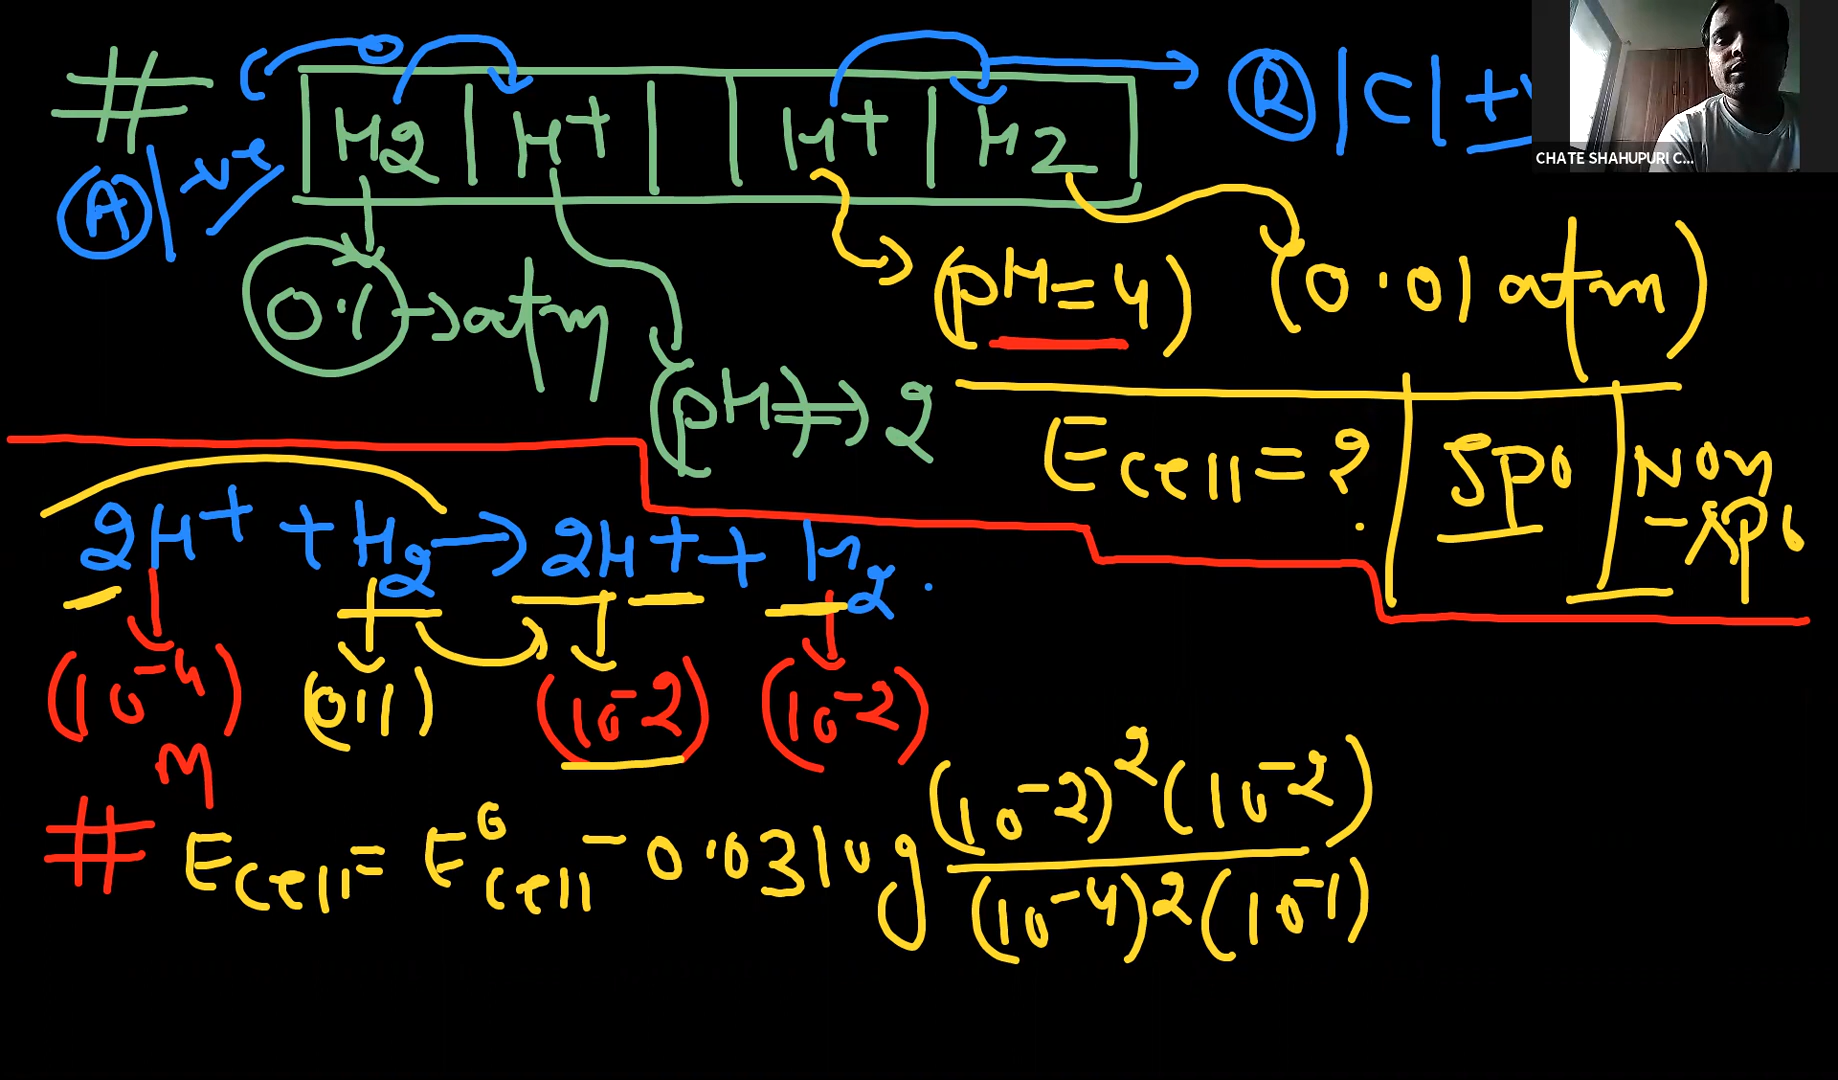 # H2 | H+ | | H+ | H2 (R) | C | +
CHATE SHAHUPURI C...
(A) | -ve
0.1 → atm (pH=4) (0.01 atm)
(pH) ⇒ 2
Ecell = ? | Spo | Non
-spo
2H+ + H2 → 2H+ + H2
(10-4) (0.1) (10-2) (10-2)
M
# Ecell = E0cell - 0.03 log (10-2)2 (10-2)
(10-4)2 (10-1)